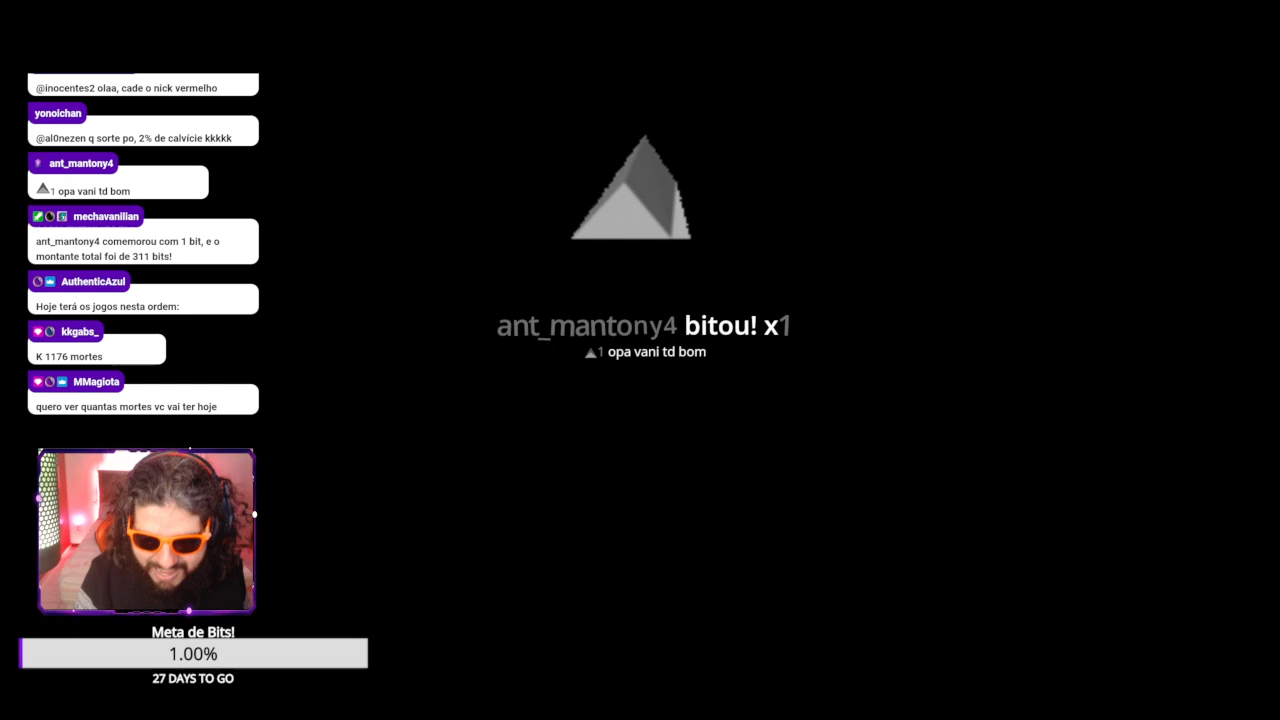 @inocentes2 olaa, cade o nick vermelho
yonoichan
@al0nezen q sorte po, 2% de calvície kkkkk
ant_mantony4
1 opa vani td bom
mechavanilian
ant_mantony4 comemorou com 1 bit, e o
montante total foi de 311 bits!
AuthenticAzul
Hoje terá os jogos nesta ordem:
kkgabs_
K 1176 mortes
MMagiota
quero ver quantas mortes vc vai ter hoje
ant_mantony4 bitou! x1
1 opa vani td bom
Meta de Bits!
1.00%
27 DAYS TO GO